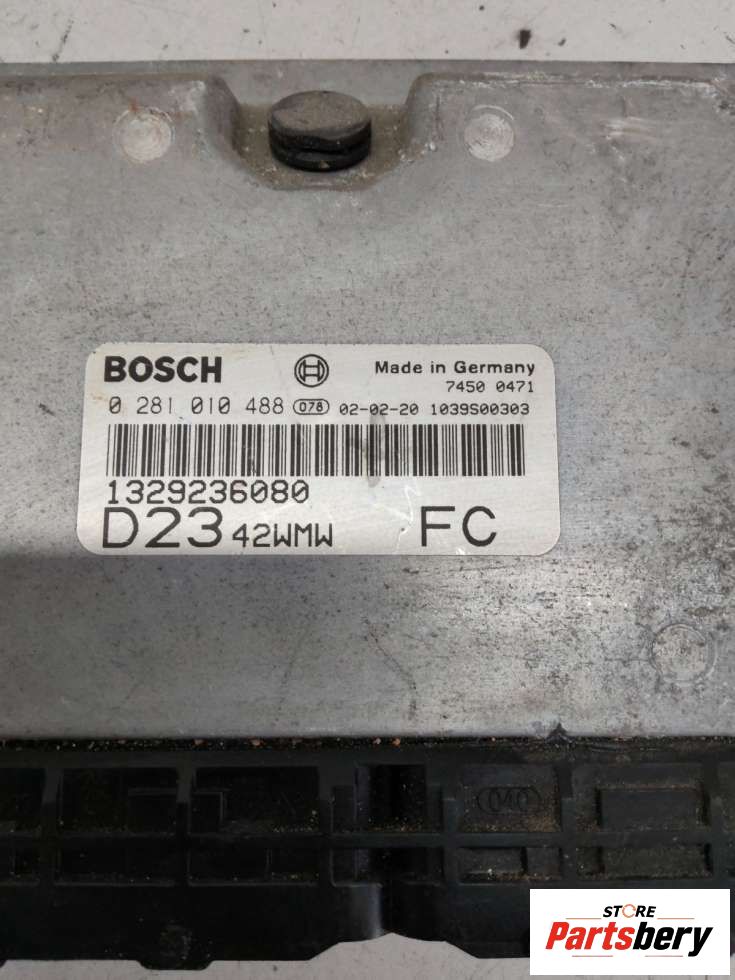 BOSCH Made in Germany
7450 0471
0 281 010 488 078 02-02-20 1039S00303
1329236080
D23 42WMW FC
040
STORE
Partsbery